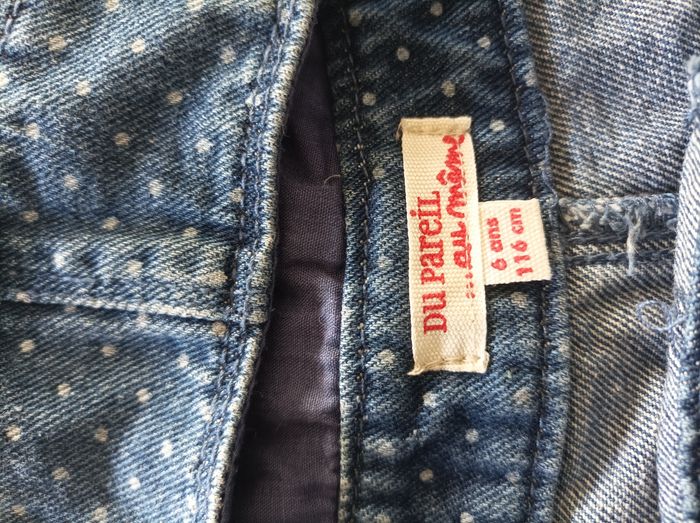 DU PAREIL
...au même
6 ans
116 cm